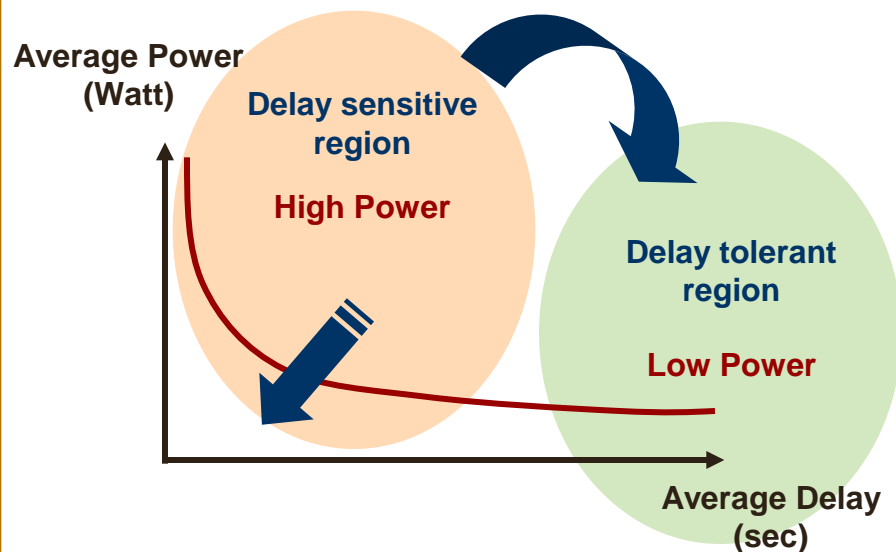 Average Power
(Watt)
Delay sensitive
region
High Power
Delay tolerant
region
Low Power
Average Delay
(sec)